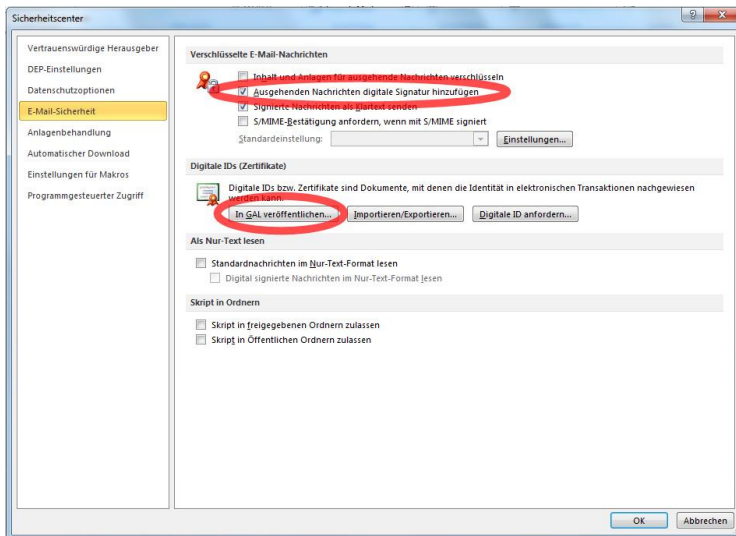 Sicherheitscenter
Vertrauenswürdige Herausgeber
DEP-Einstellungen
Datenschutzoptionen
E-Mail-Sicherheit
Anlagenbehandlung
Automatischer Download
Einstellungen für Makros
Programmgesteuerter Zugriff
Verschlüsselte E-Mail-Nachrichten
Inhalt und Anlagen für ausgehende Nachrichten verschlüsseln
Ausgehenden Nachrichten digitale Signatur hinzufügen
Signierte Nachrichten als Klartext senden
S/MIME-Bestätigung anfordern, wenn mit S/MIME signiert
Standardeinstellung:
Einstellungen...
Digitale IDs (Zertifikate)
Digitale IDs bzw. Zertifikate sind Dokumente, mit denen die Identität in elektronischen Transaktionen nachgewiesen
werden kann.
In GAL veröffentlichen... Importieren/Exportieren... Digitale ID anfordern...
Als Nur-Text lesen
Standardnachrichten im Nur-Text-Format lesen
Digital signierte Nachrichten im Nur-Text-Format lesen
Skript in Ordnern
Skript in freigegebenen Ordnern zulassen
Skript in Öffentlichen Ordnern zulassen
OK Abbrechen